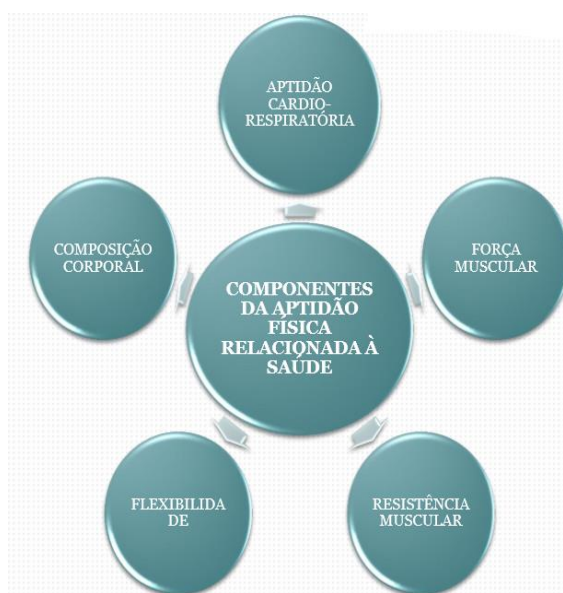 APTIDÃO
CARDIO-
RESPIRATÓRIA
COMPOSIÇÃO
CORPORAL
FORÇA
MUSCULAR
COMPONENTES
DA APTIDÃO
FÍSICA
RELACIONADA À
SAÚDE
FLEXIBILIDA
DE
RESISTÊNCIA
MUSCULAR